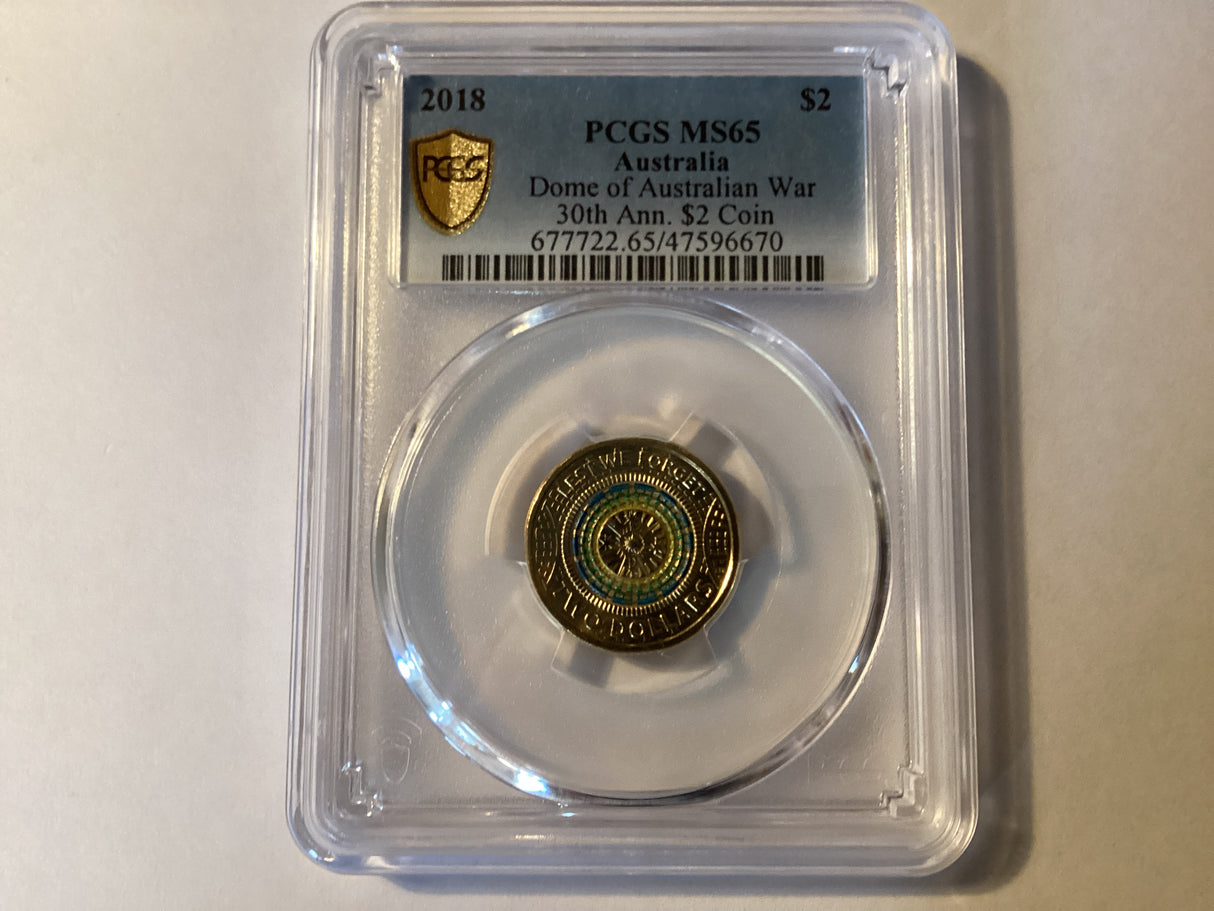 2018 $2
PCGS MS65
Australia
PCGS
Dome of Australian War
30th Ann. $2 Coin
677722.65/47596670
LEST WE FORGET
TWO DOLLARS